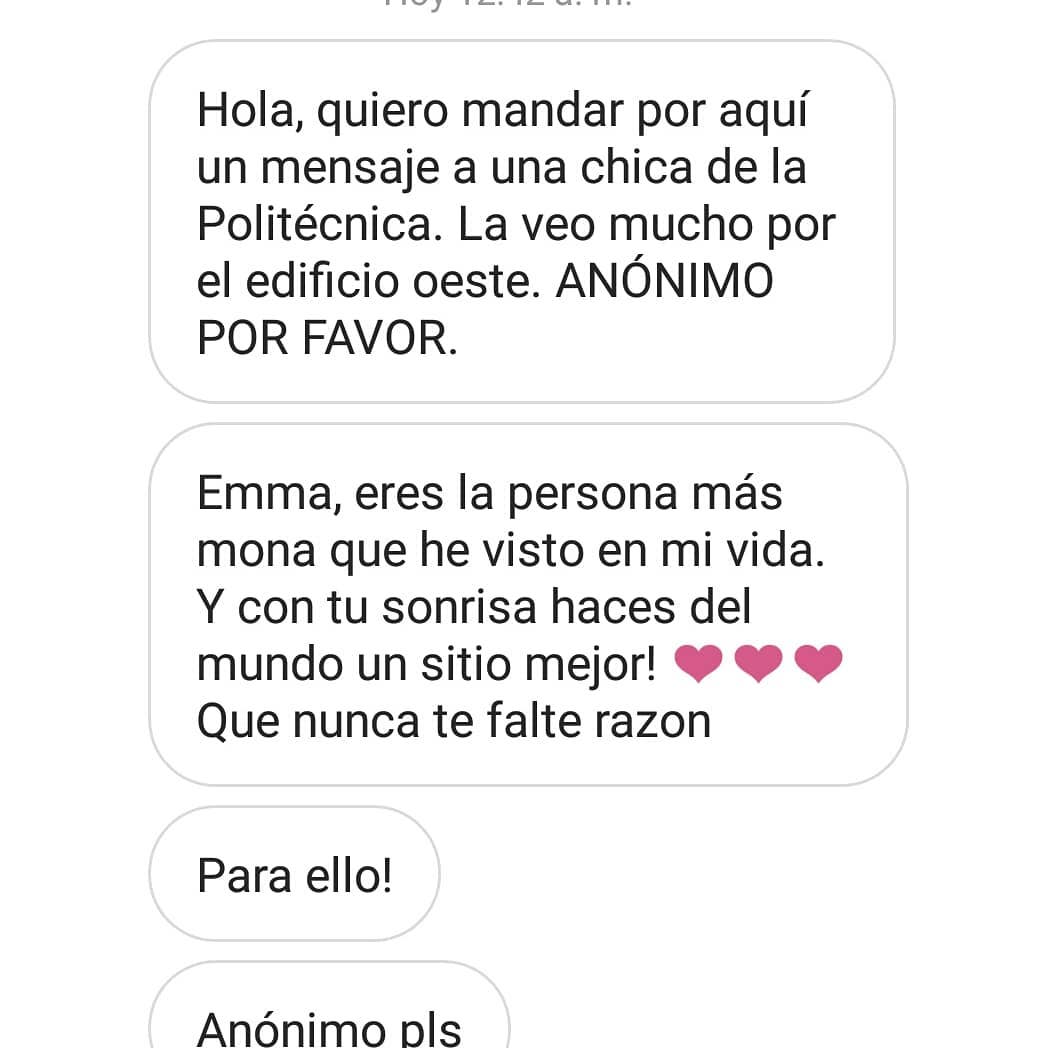 Hola, quiero mandar por aquí
un mensaje a una chica de la
Politécnica. La veo mucho por
el edificio oeste. ANÓNIMO
POR FAVOR.
Emma, eres la persona más
mona que he visto en mi vida.
Y con tu sonrisa haces del
mundo un sitio mejor! ❤❤❤
Que nunca te falte razon
Para ello!
Anónimo pls